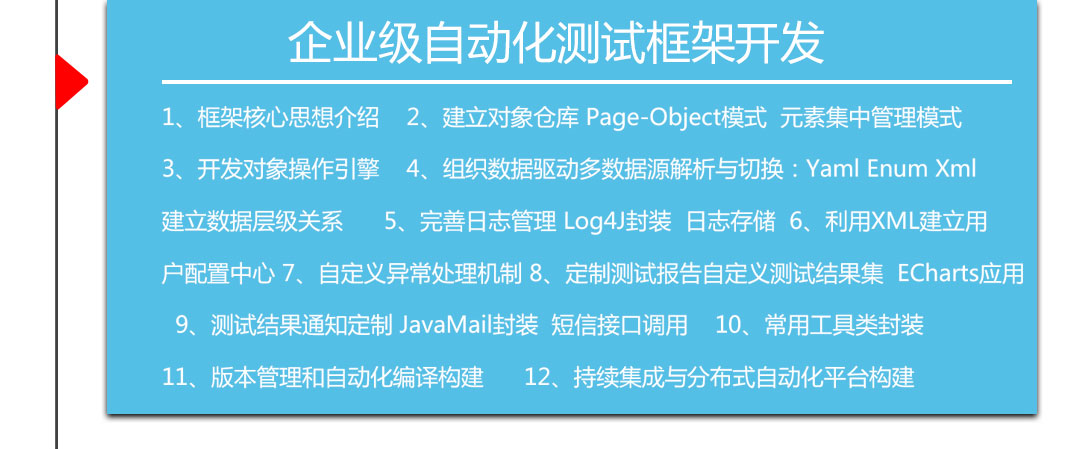 企业级自动化测试框架开发
1、框架核心思想介绍 2、建立对象仓库 Page-Object模式 元素集中管理模式
3、开发对象操作引擎 4、组织数据驱动多数据源解析与切换：Yaml Enum Xml
建立数据层级关系 5、完善日志管理 Log4J封装 日志存储 6、利用XML建立用
户配置中心 7、自定义异常处理机制 8、定制测试报告自定义测试结果集 ECharts应用
9、测试结果通知定制 JavaMail封装 短信接口调用 10、常用工具类封装
11、版本管理和自动化编译构建 12、持续集成与分布式自动化平台构建